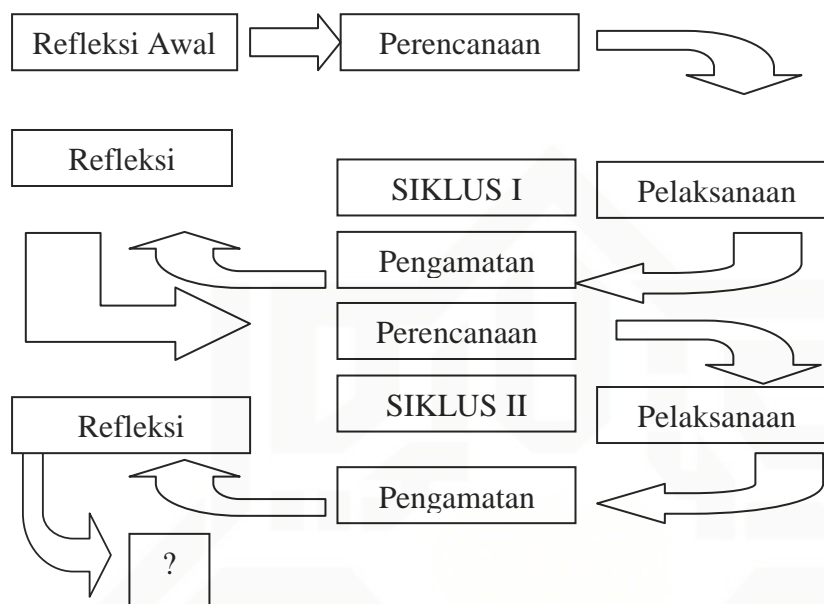 Refleksi Awal
Perencanaan
Refleksi
SIKLUS I
Pelaksanaan
Pengamatan
Perencanaan
SIKLUS II
Refleksi
Pelaksanaan
Pengamatan
?